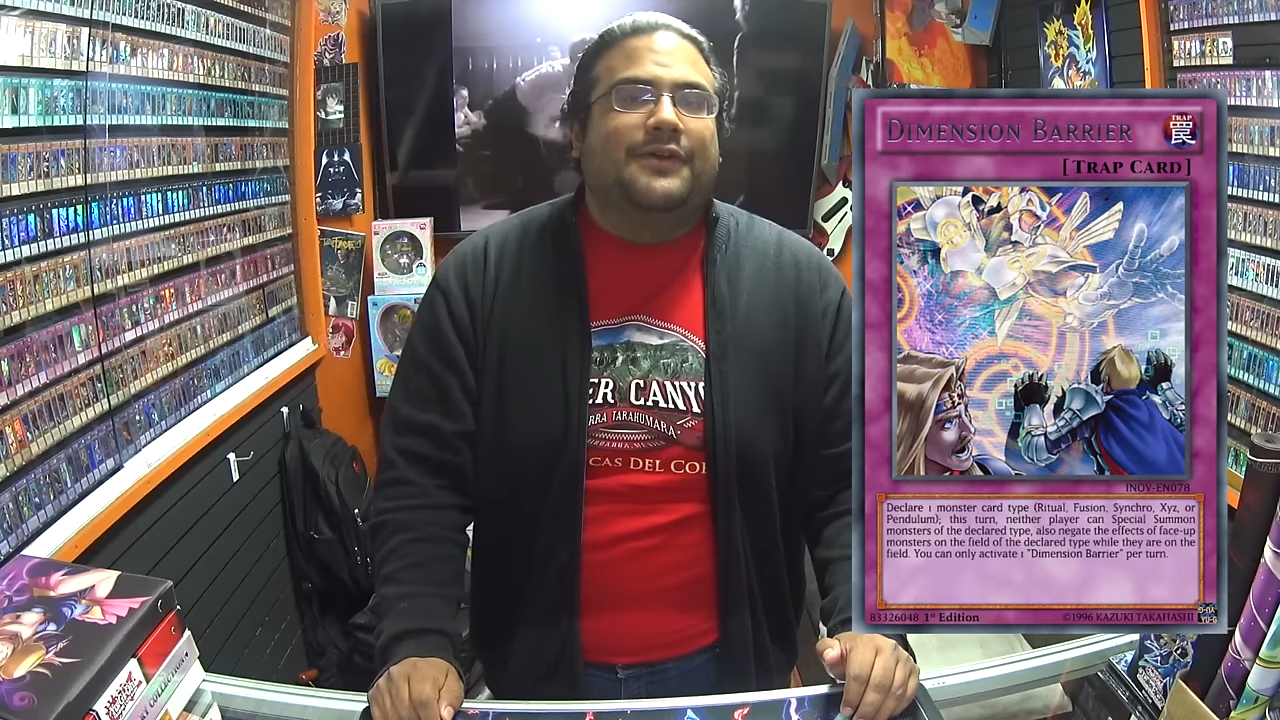 DIMENSION BARRIER
TRAP
罠
[TRAP CARD]
INOV-EN078
Declare 1 monster card type (Ritual, Fusion, Synchro, Xyz, or
Pendulum); this turn, neither player can Special Summon
monsters of the declared type, also negate the effects of face-up
monsters on the field of the declared type while they are on the
field. You can only activate 1 "Dimension Barrier" per turn.
83326048 1st Edition
©1996 KAZUKI TAKAHASHI
ER CANY
RRA TARAHUMARA
CAS DEL CO